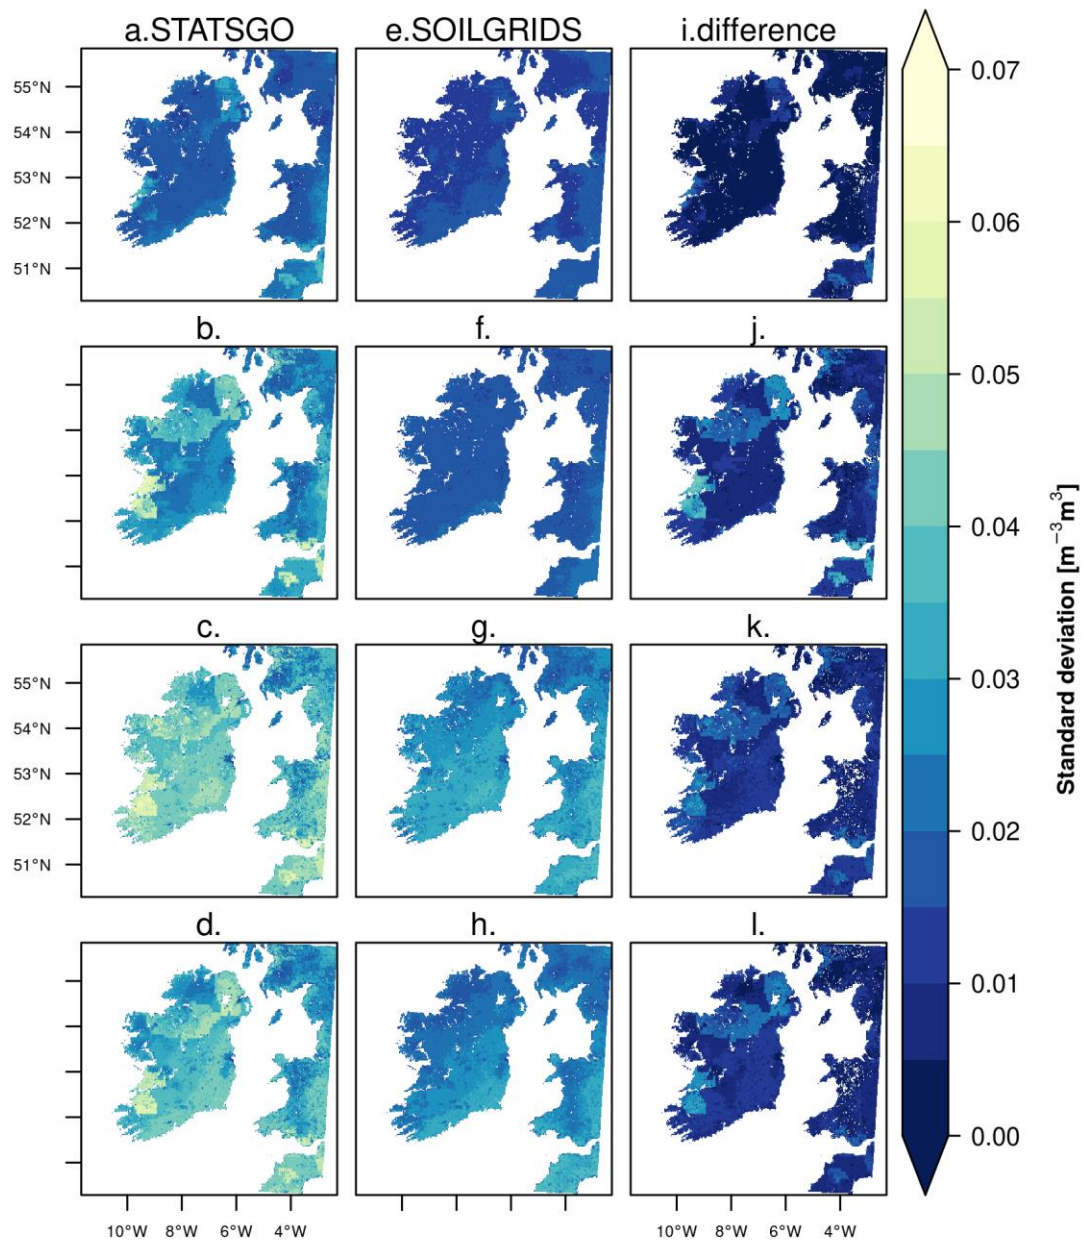 a.STATSGO e.SOILGRIDS i.difference
55°N
54°N
53°N
52°N
51°N
b. f. j.
c. g. k.
55°N
54°N
53°N
52°N
51°N
d. h. l.
10°W 8°W 6°W 4°W 10°W 8°W 6°W 4°W
0.07
0.06
0.05
0.04
0.03
0.02
0.01
0.00
Standard deviation [m⁻³m³]